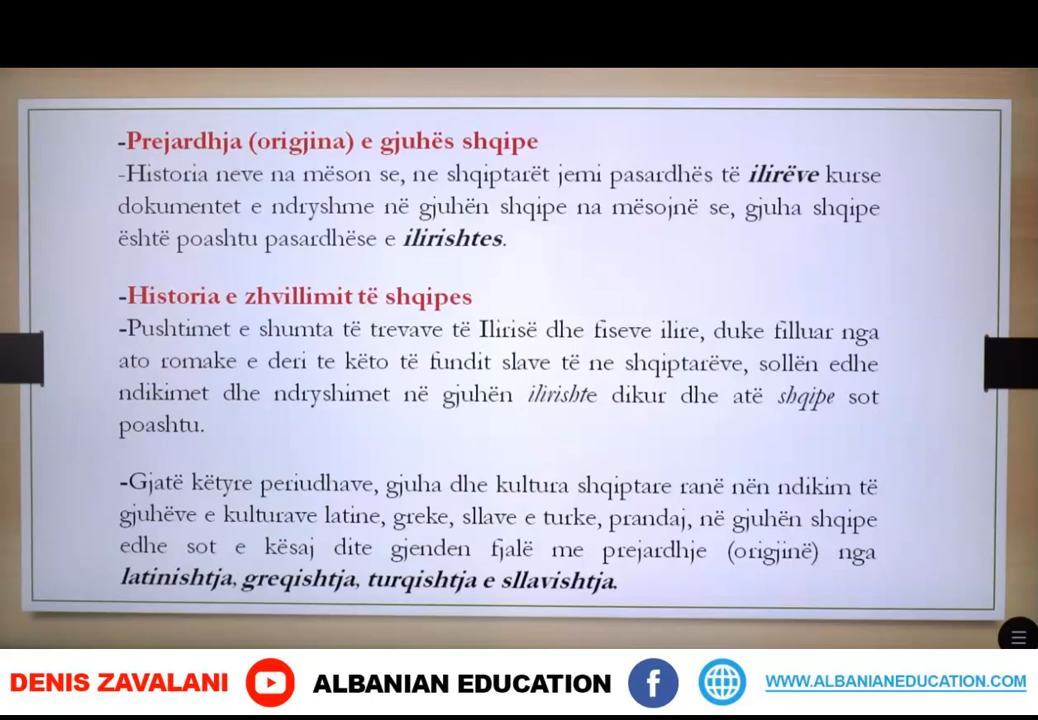 -Prejardhja (origjina) e gjuhës shqipe
-Historia neve na mëson se, ne shqiptarët jemi pasardhës të ilirëve kurse
dokumentet e ndryshme në gjuhën shqipe na mësojnë se, gjuha shqipe
është poashtu pasardhëse e ilirishtes.
-Historia e zhvillimit të shqipes
-Pushtimet e shumta të trevave të Ilirisë dhe fiseve ilire, duke filluar nga
ato romake e deri te këto të fundit slave të ne shqiptarëve, sollën edhe
ndikimet dhe ndryshimet në gjuhën ilirishte dikur dhe atë shqipe sot
poashtu.
-Gjatë këtyre periudhave, gjuha dhe kultura shqiptare ranë nën ndikim të
gjuhëve e kulturave latine, greke, sllave e turke, prandaj, në gjuhën shqipe
edhe sot e kësaj dite gjenden fjalë me prejardhje (origjinë) nga
latinishtja, greqishtja, turqishtja e sllavishtja.
DENIS ZAVALANI ALBANIAN EDUCATION f WWW.ALBANIANEDUCATION.COM